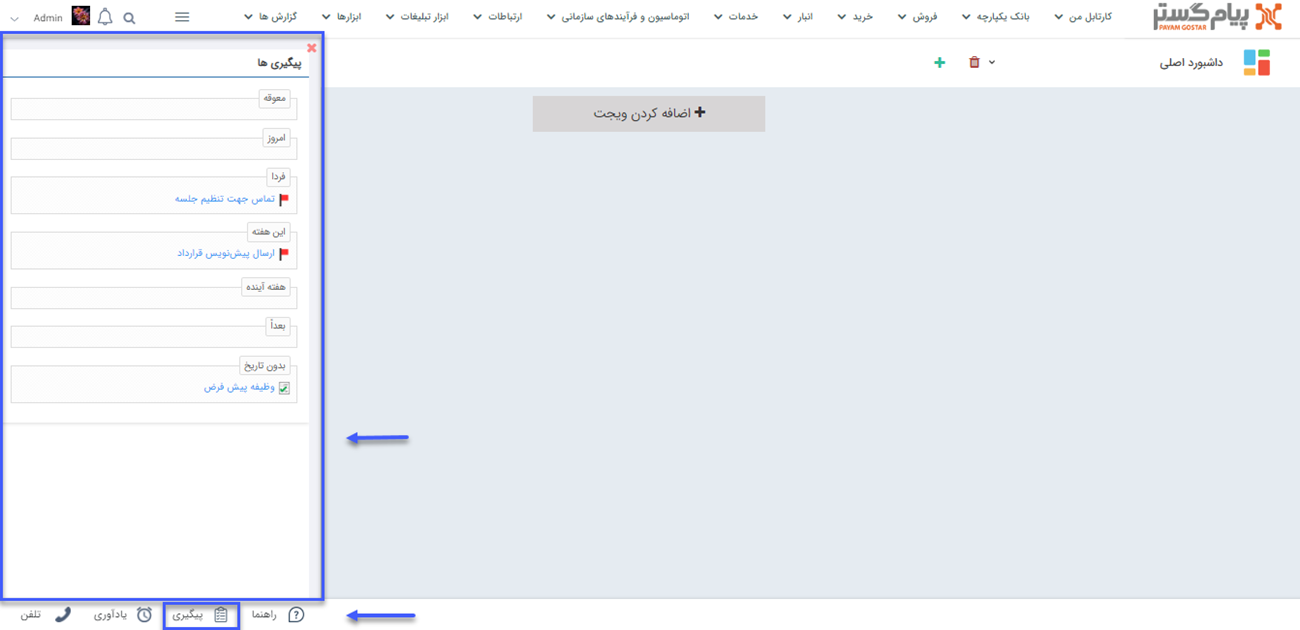 پیام گستر
PAYAM GOSTAR
کارتابل من
بانک یکپارچه
فروش
خرید
انبار
خدمات
اتوماسیون و فرآیندهای سازمانی
ارتباطات
ابزار تبلیغات
ابزارها
گزارش ها
Admin
داشبورد اصلی
اضافه کردن ویجت
پیگیری ها
معوقه
امروز
فردا
تماس جهت تنظیم جلسه
این هفته
ارسال پیش‌نویس قرارداد
هفته آینده
بعداً
بدون تاریخ
وظیفه پیش فرض
راهنما
پیگیری
یادآوری
تلفن